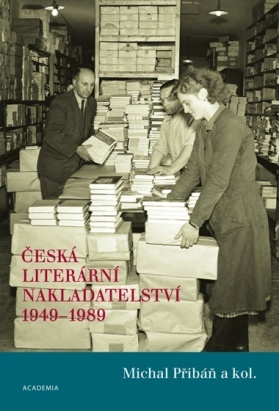 ČESKÁ
LITERÁRNÍ
NAKLADATELSTVÍ
1949–1989
Michal Přibáň a kol.
ACADEMIA